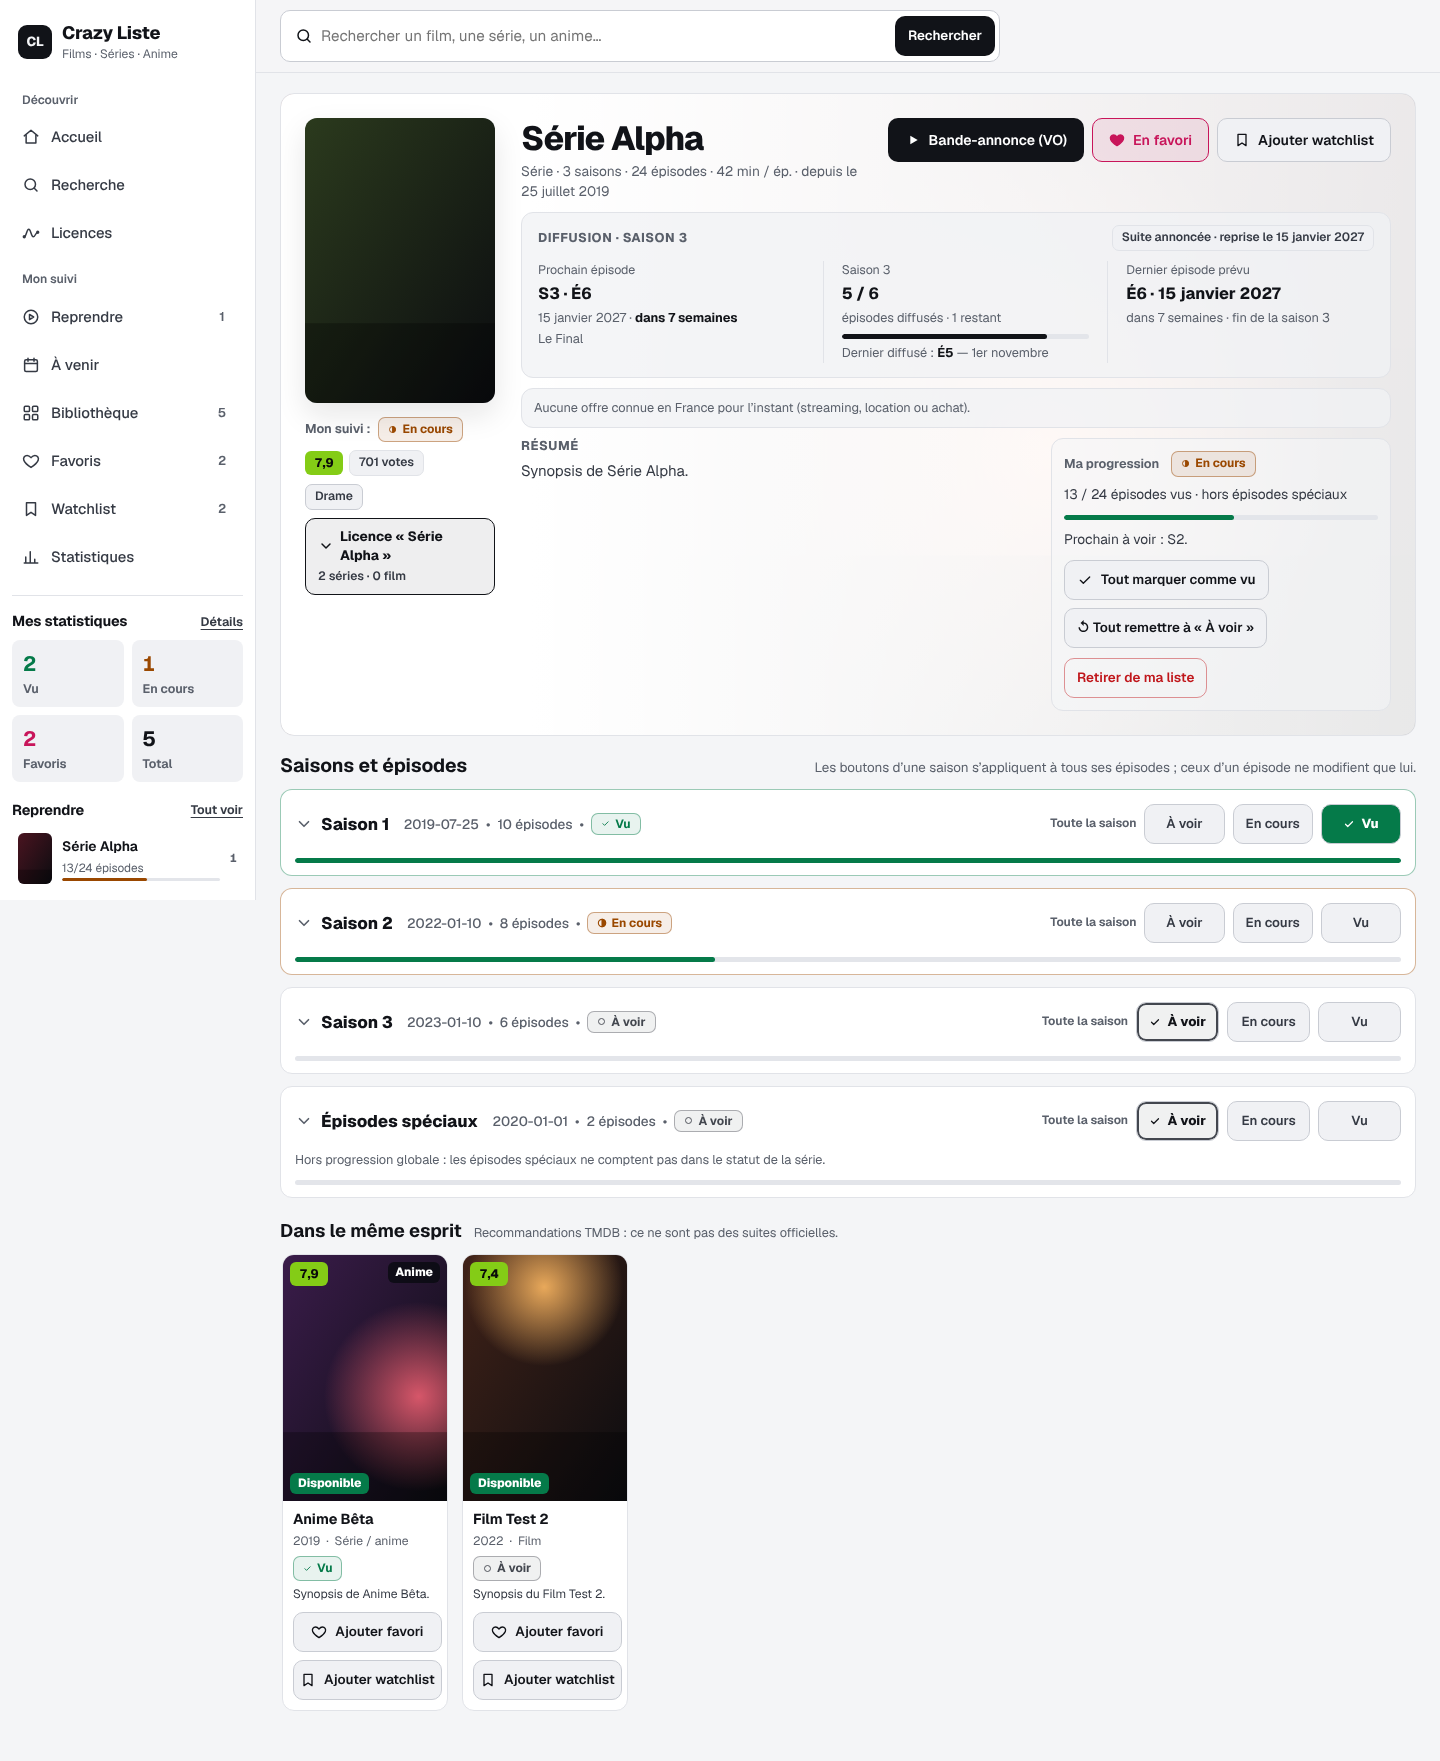 CL
Crazy Liste
Films · Séries · Anime
Découvrir
Accueil
Recherche
Licences
Mon suivi
Reprendre 1
À venir
Bibliothèque 5
Favoris 2
Watchlist 2
Statistiques
Mes statistiques Détails
2
Vu
1
En cours
2
Favoris
5
Total
Reprendre Tout voir
Série Alpha
13/24 épisodes
1
Rechercher un film, une série, un anime…
Rechercher
Série Alpha
Série · 3 saisons · 24 épisodes · 42 min / ép. · depuis le
25 juillet 2019
Bande-annonce (VO)
En favori
Ajouter watchlist
DIFFUSION · SAISON 3
Suite annoncée · reprise le 15 janvier 2027
Prochain épisode
S3 · É6
15 janvier 2027 · dans 7 semaines
Le Final
Saison 3
5 / 6
épisodes diffusés · 1 restant
Dernier diffusé : É5 — 1er novembre
Dernier épisode prévu
É6 · 15 janvier 2027
dans 7 semaines · fin de la saison 3
Aucune offre connue en France pour l’instant (streaming, location ou achat).
Mon suivi : En cours
7,9 701 votes
Drame
Licence « Série
Alpha »
2 séries · 0 film
RÉSUMÉ
Synopsis de Série Alpha.
Ma progression En cours
13 / 24 épisodes vus · hors épisodes spéciaux
Prochain à voir : S2.
Tout marquer comme vu
Tout remettre à « À voir »
Retirer de ma liste
Saisons et épisodes
Les boutons d’une saison s’appliquent à tous ses épisodes ; ceux d’un épisode ne modifient que lui.
Saison 1 2019-07-25 • 10 épisodes • Vu
Toute la saison À voir En cours Vu
Saison 2 2022-01-10 • 8 épisodes • En cours
Toute la saison À voir En cours Vu
Saison 3 2023-01-10 • 6 épisodes • À voir
Toute la saison À voir En cours Vu
Épisodes spéciaux 2020-01-01 • 2 épisodes • À voir
Toute la saison À voir En cours Vu
Hors progression globale : les épisodes spéciaux ne comptent pas dans le statut de la série.
Dans le même esprit Recommandations TMDB : ce ne sont pas des suites officielles.
7,9 Anime
Disponible
Anime Bêta
2019 · Série / anime
Vu
Synopsis de Anime Bêta.
Ajouter favori
Ajouter watchlist
7,4
Disponible
Film Test 2
2022 · Film
À voir
Synopsis du Film Test 2.
Ajouter favori
Ajouter watchlist